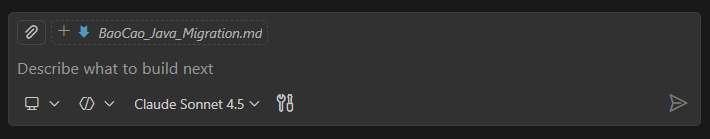 BaoCao_Java_Migration.md
Describe what to build next
Claude Sonnet 4.5